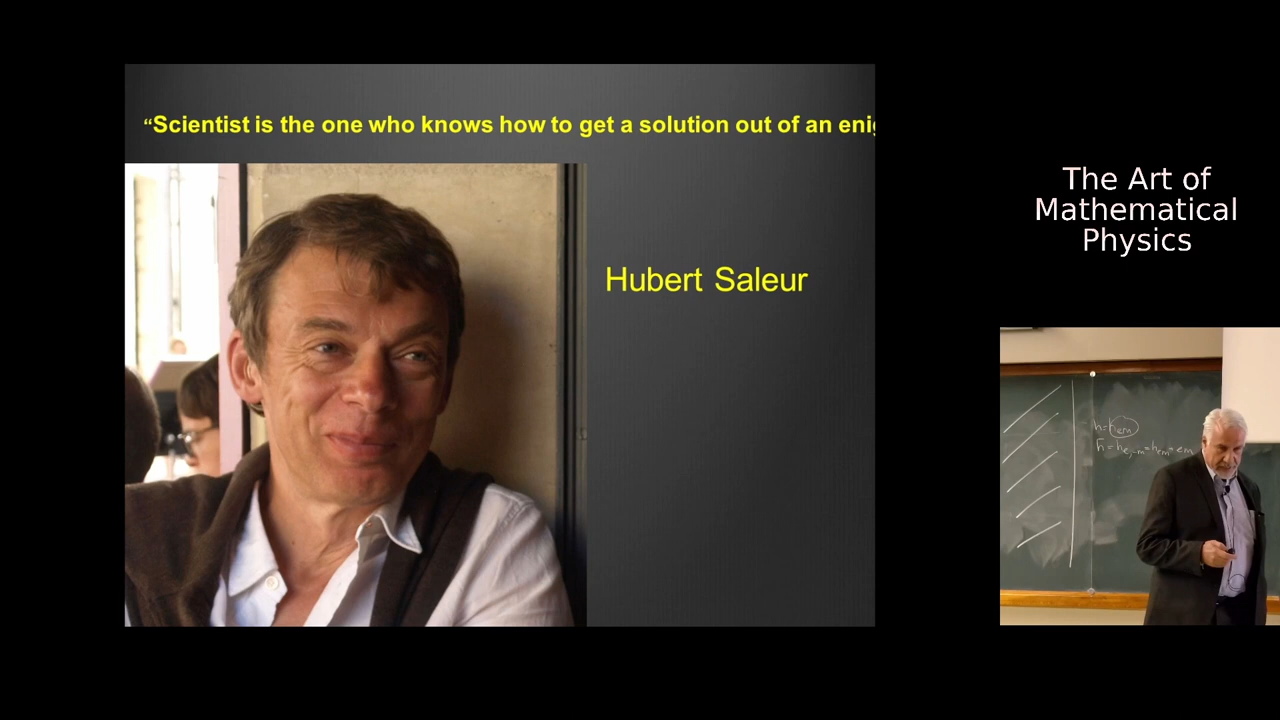 “Scientist is the one who knows how to get a solution out of an
Hubert Saleur
The Art of
Mathematical
Physics